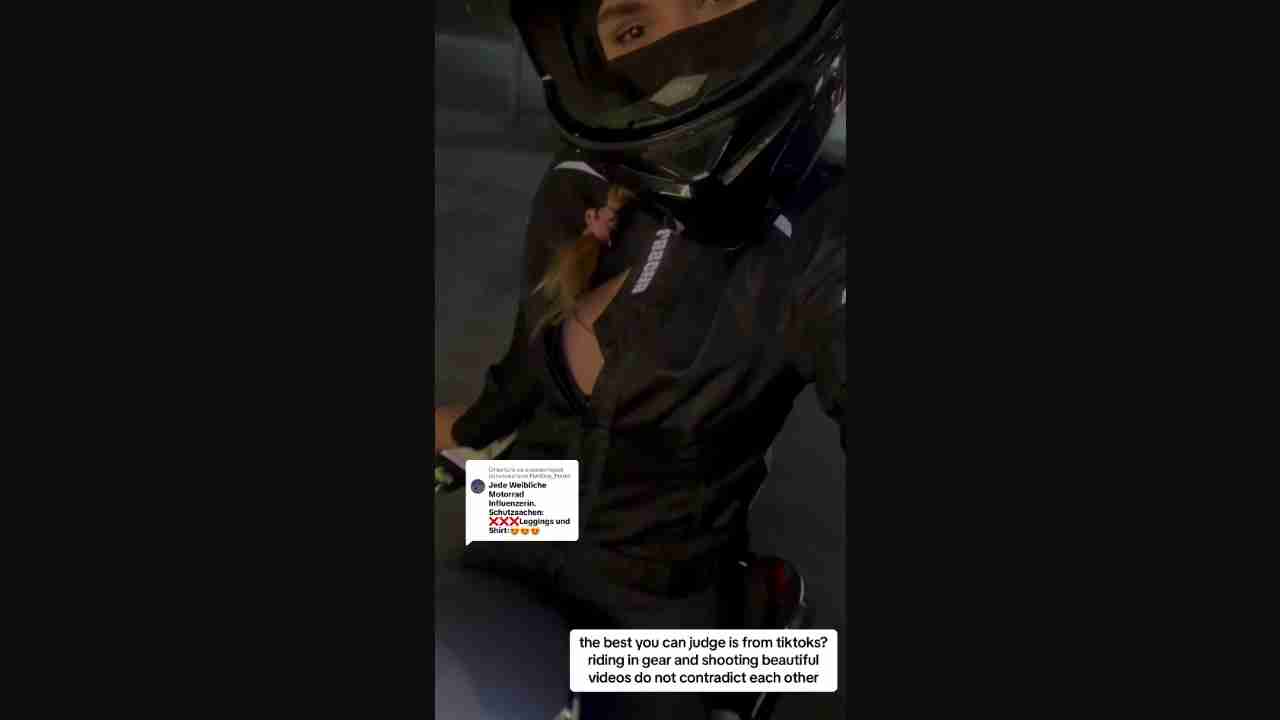 Jede Weibliche
Motorrad
Influenzerin.
Schutzsachen:
❌❌❌Leggings und
Shirt:😍😍😍
the best you can judge is from tiktoks?
riding in gear and shooting beautiful
videos do not contradict each other